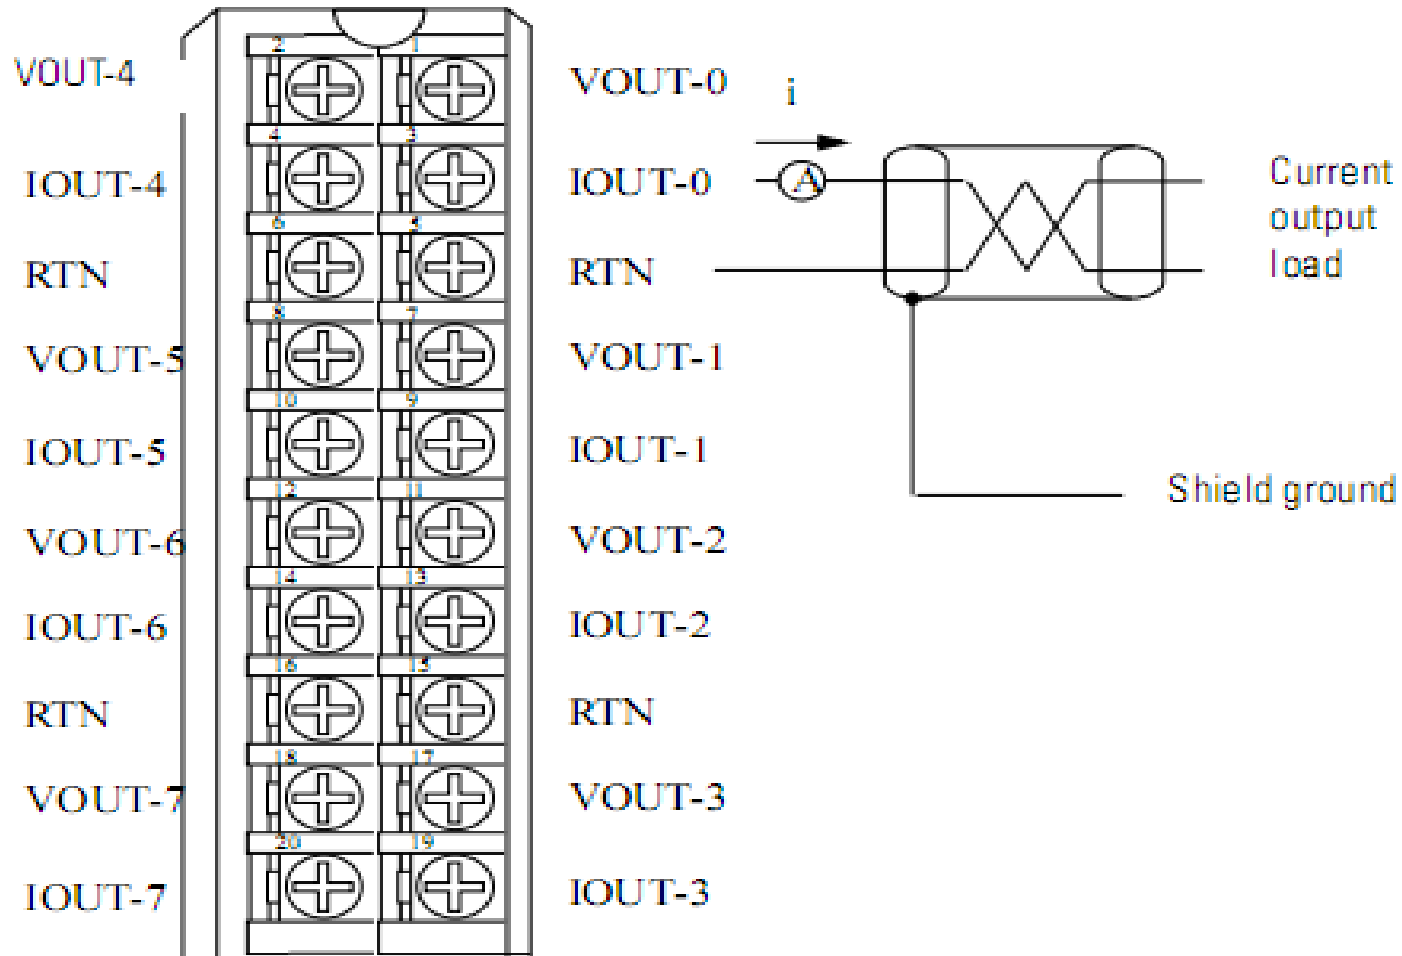 VOUT-4
2
1
VOUT-0
i
4
3
IOUT-4
IOUT-0
A
Current
output
load
6
5
RTN
RTN
8
7
VOUT-5
VOUT-1
10
9
IOUT-5
IOUT-1
12
11
Shield ground
VOUT-6
VOUT-2
14
13
IOUT-6
IOUT-2
16
15
RTN
RTN
18
17
VOUT-7
VOUT-3
20
19
IOUT-7
IOUT-3